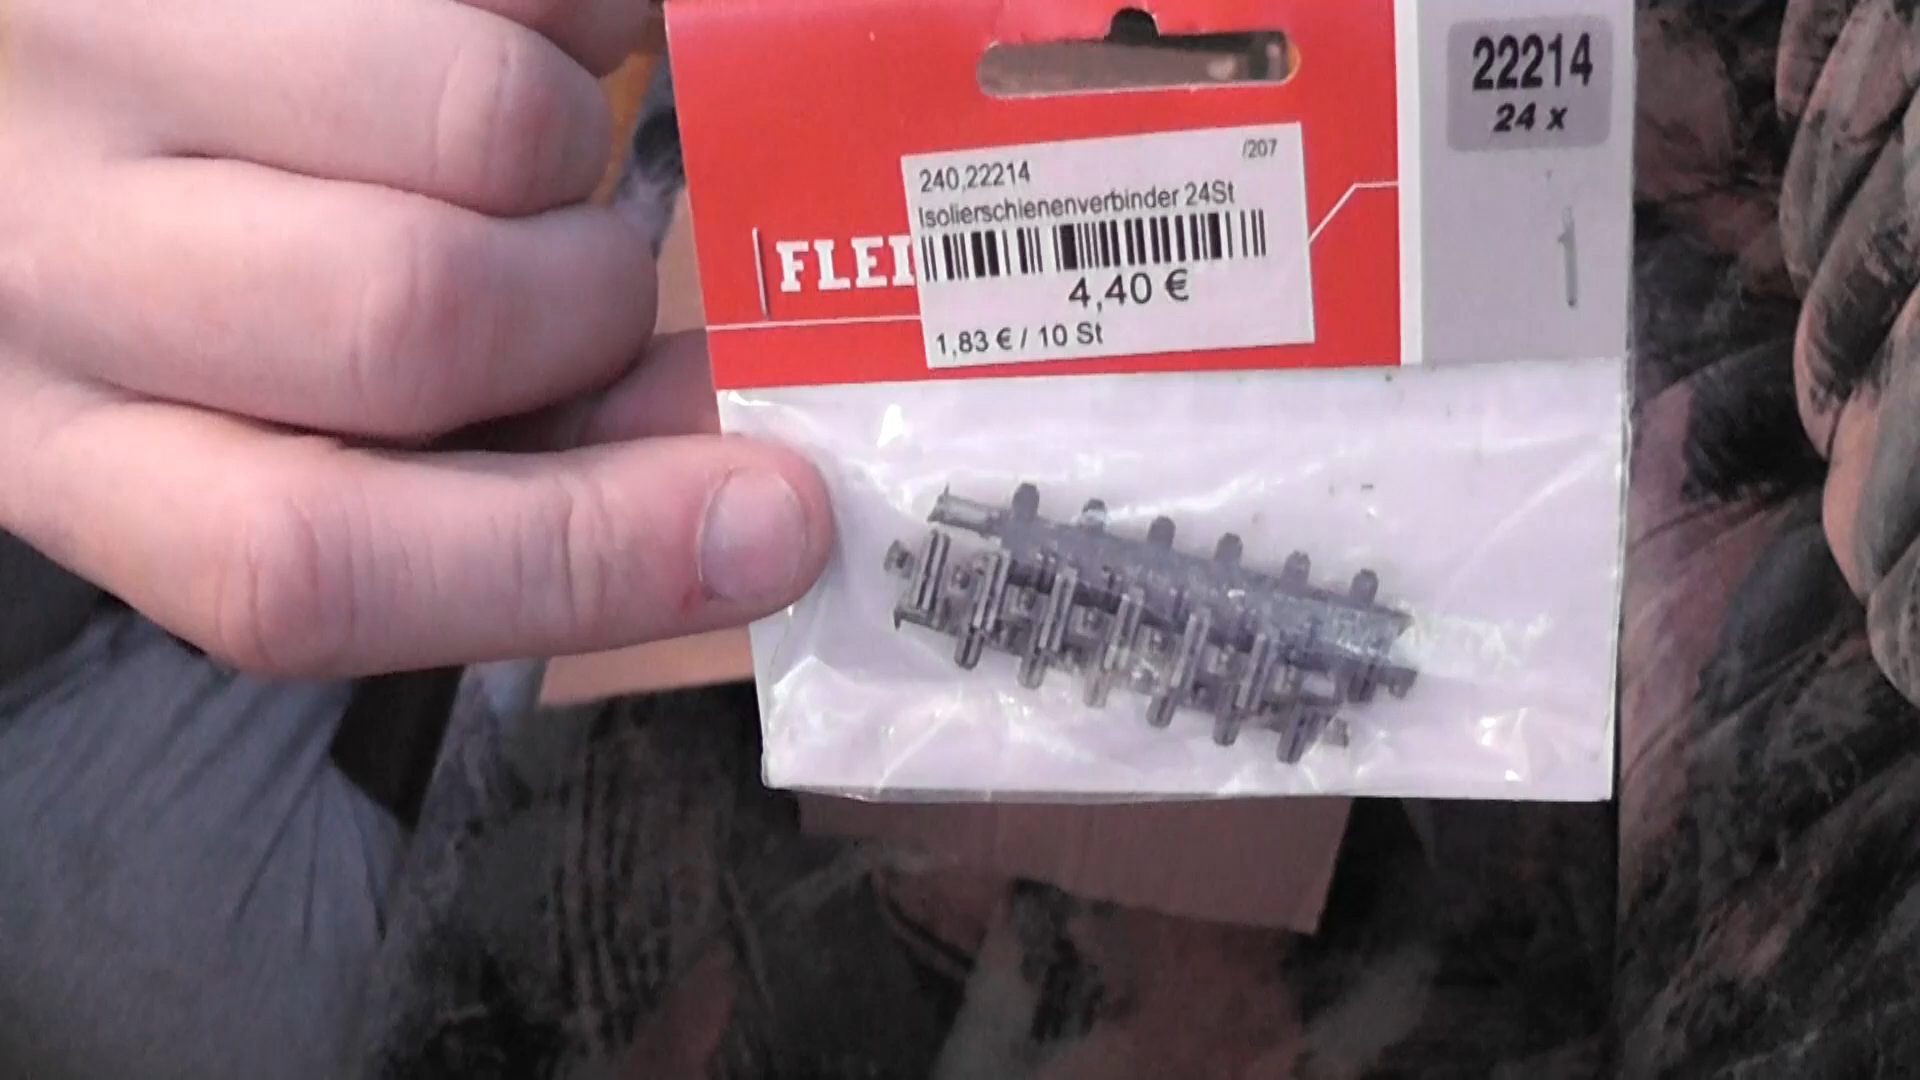 22214
24 x
240,22214
/207
Isolierschienenverbinder 24St
FLEI
4,40 €
1,83 € / 10 St